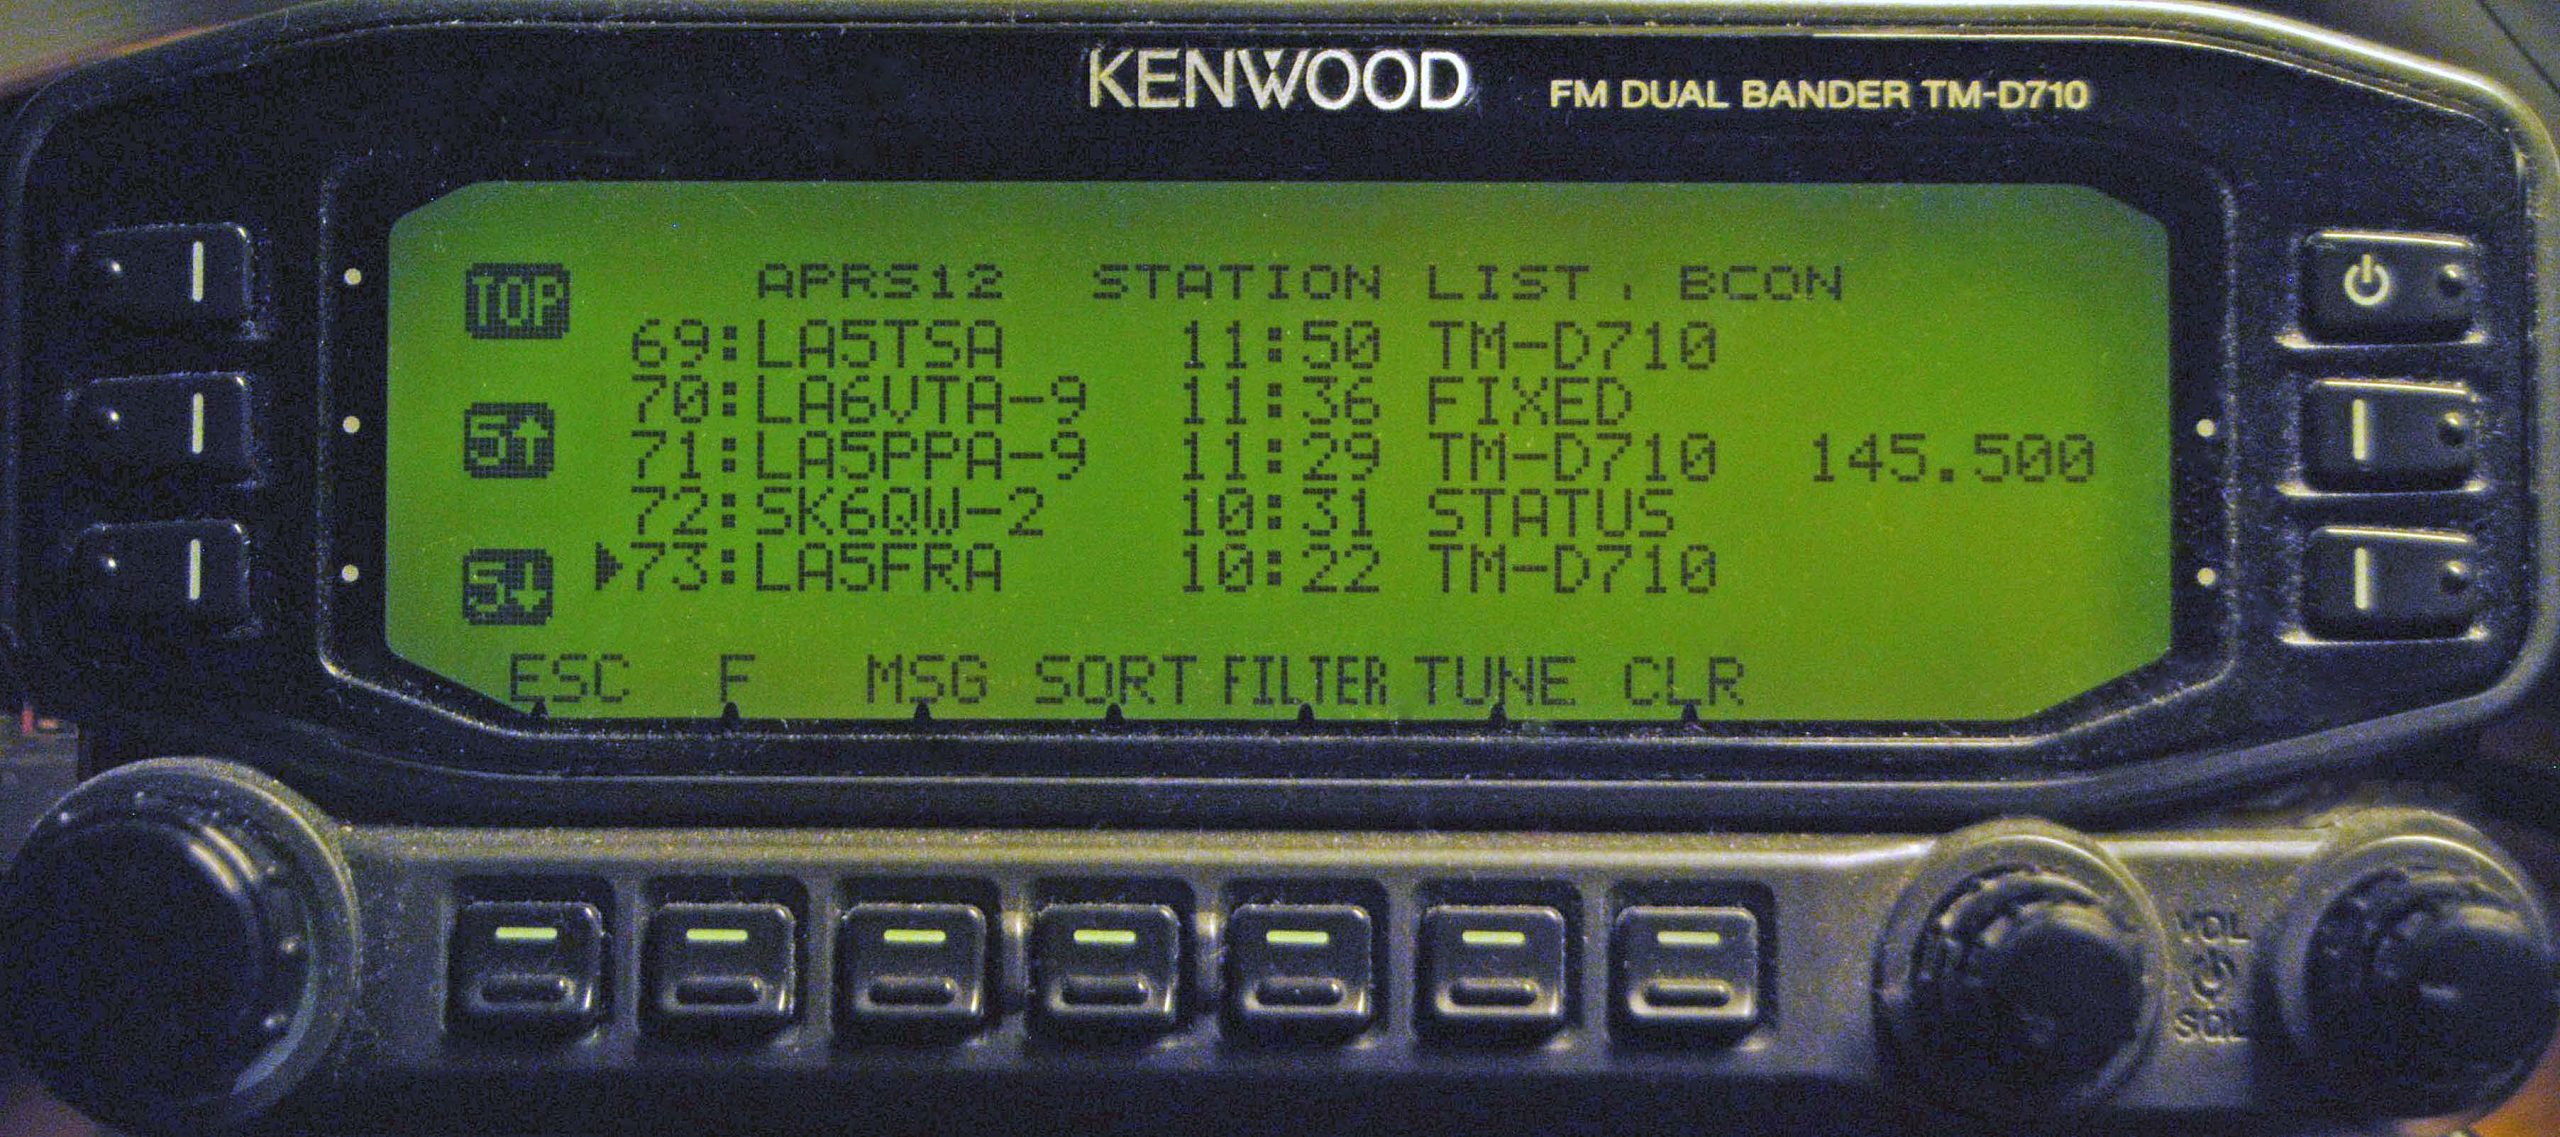 KENWOOD FM DUAL BANDER TM-D710
TOP APRS12 STATION LIST . BCON
69:LA5TSA 11:50 TM-D710
70:LA6VTA-9 11:36 FIXED
5↑ 71:LA5PPA-9 11:29 TM-D710 145.500
72:SK6QW-2 10:31 STATUS
5↓ ▶73:LA5FRA 10:22 TM-D710
ESC F MSG SORT FILTER TUNE CLR
VOL
SQL